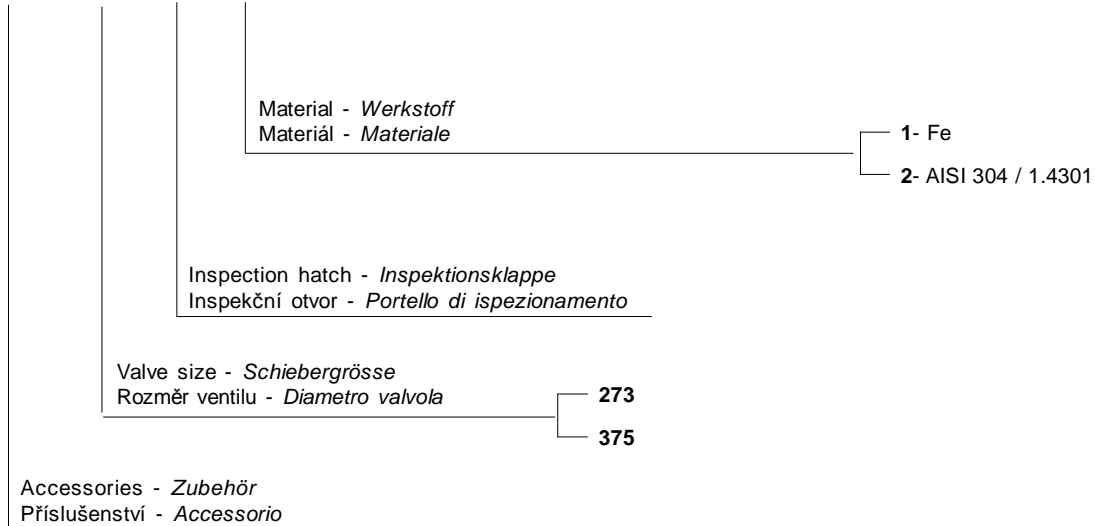 Material - Werkstoff
Materiál - Materiale
1- Fe
2- AISI 304 / 1.4301
Inspection hatch - Inspektionsklappe
Inspekční otvor - Portello di ispezionamento
Valve size - Schiebergrösse
Rozměr ventilu - Diametro valvola
273
375
Accessories - Zubehör
Příslušenství - Accessorio